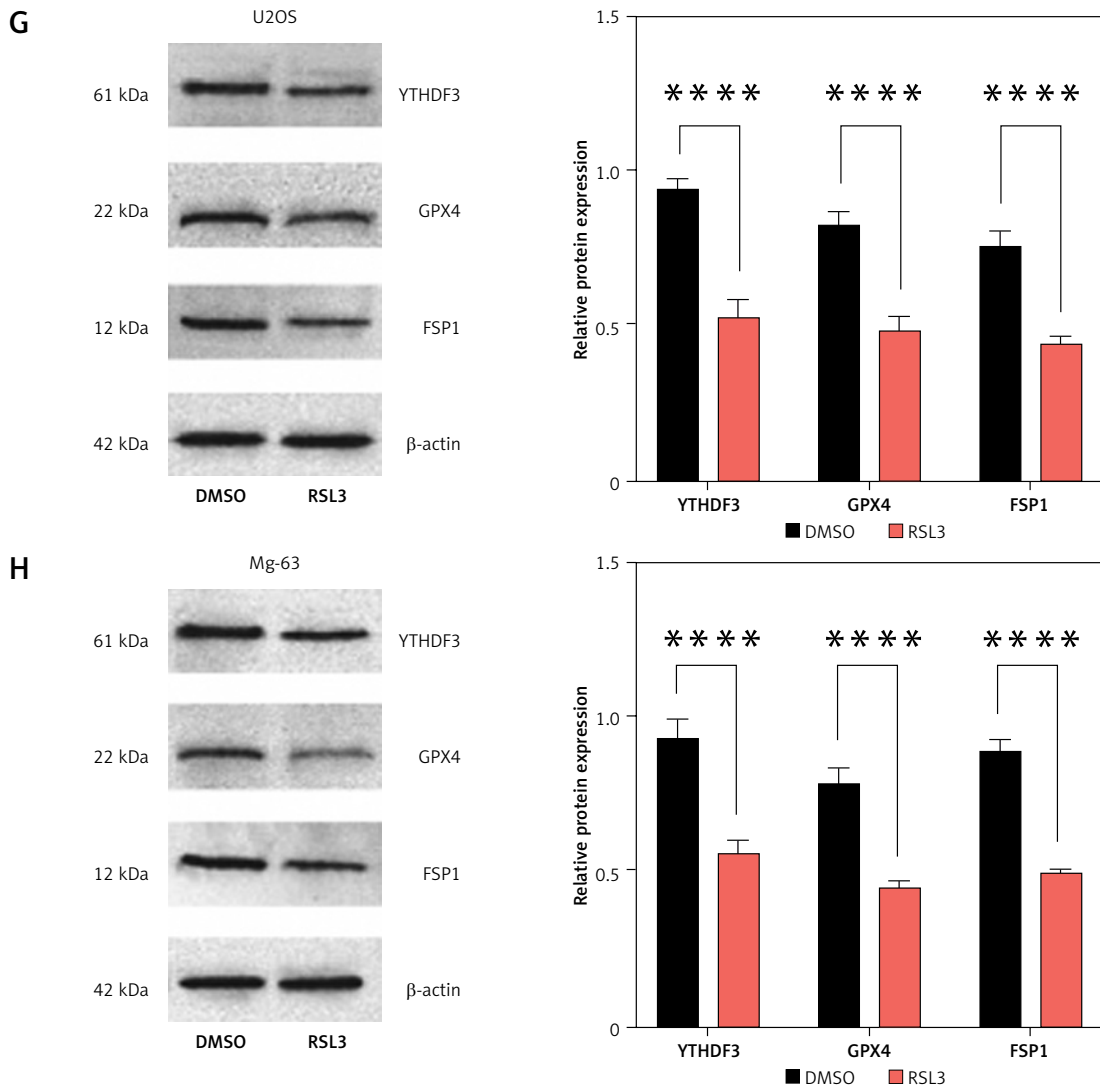 G
U2OS
61 kDa
YTHDF3
22 kDa
GPX4
12 kDa
FSP1
42 kDa
β-actin
DMSO RSL3
Relative protein expression
1.5
1.0
0.5
0
**** **** ****
YTHDF3 GPX4 FSP1
DMSO RSL3
H
Mg-63
61 kDa
YTHDF3
22 kDa
GPX4
12 kDa
FSP1
42 kDa
β-actin
DMSO RSL3
Relative protein expression
1.5
1.0
0.5
0
**** **** ****
YTHDF3 GPX4 FSP1
DMSO RSL3